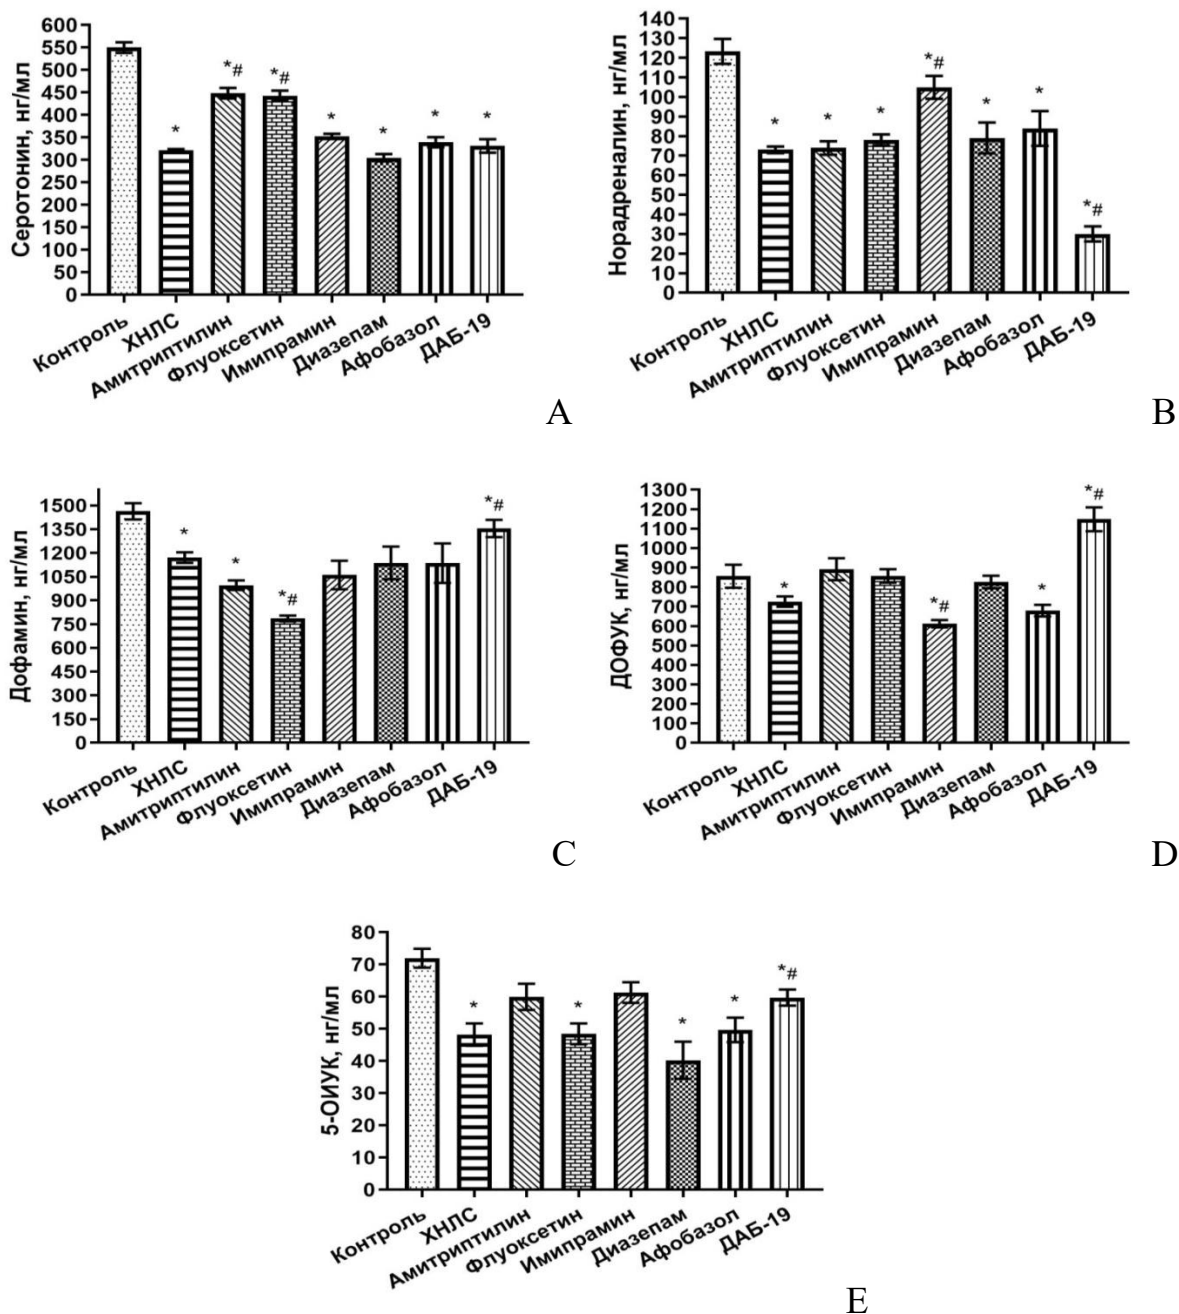 Серотонин, нг/мл
600
550
500
450
400
350
300
250
200
150
100
50
0
* *# *# * * * *
Контроль
ХНЛС
Амитриптилин
Флуоксетин
Имипрамин
Диазепам
Афобазол
ДАБ-19
A
Норадреналин, нг/мл
140
130
120
110
100
90
80
70
60
50
40
30
20
10
0
* * * *# * * *#
Контроль
ХНЛС
Амитриптилин
Флуоксетин
Имипрамин
Диазепам
Афобазол
ДАБ-19
B
Дофамин, нг/мл
1500
1350
1200
1050
900
750
600
450
300
150
0
* * *# *#
Контроль
ХНЛС
Амитриптилин
Флуоксетин
Имипрамин
Диазепам
Афобазол
ДАБ-19
C
ДОФУК, нг/мл
1300
1200
1100
1000
900
800
700
600
500
400
300
200
100
0
* *# * *#
Контроль
ХНЛС
Амитриптилин
Флуоксетин
Имипрамин
Диазепам
Афобазол
ДАБ-19
D
5-ОИУК, нг/мл
80
70
60
50
40
30
20
10
0
* * * * *#
Контроль
ХНЛС
Амитриптилин
Флуоксетин
Имипрамин
Диазепам
Афобазол
ДАБ-19
E